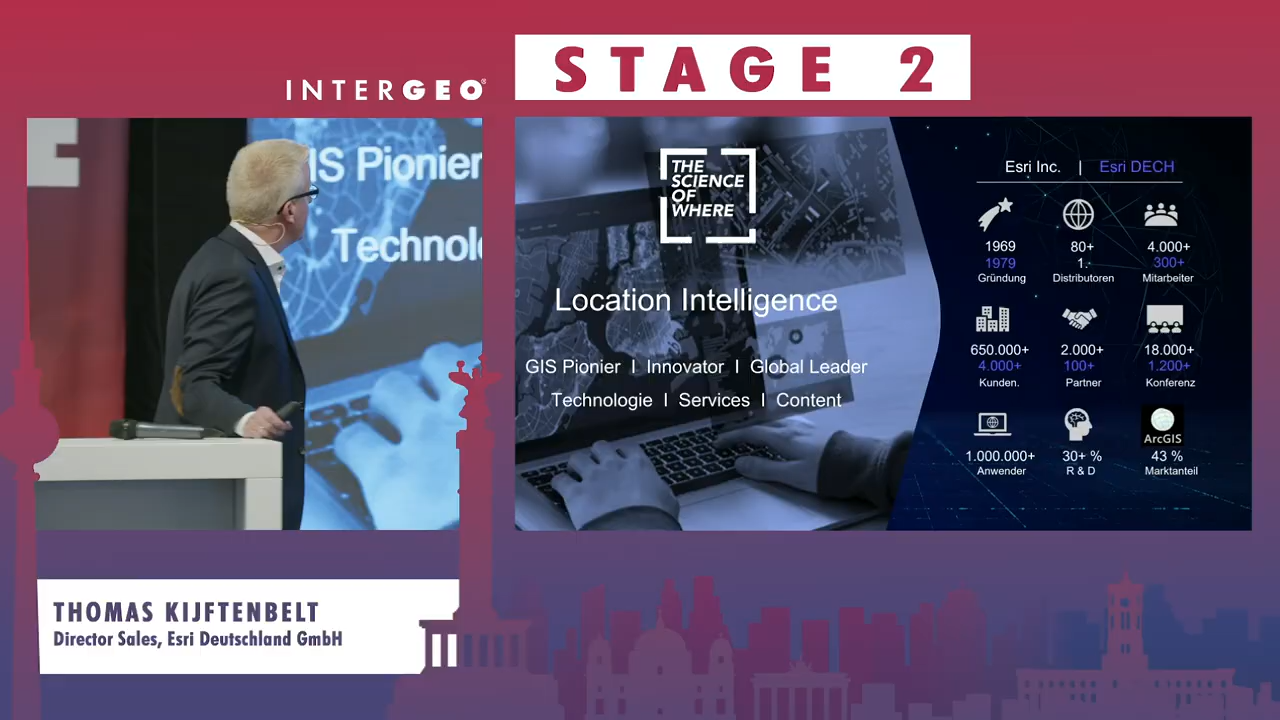 STAGE 2
INTERGEO®
IS Pionier
Technol
THE
SCIENCE
OF
WHERE
Location Intelligence
GIS Pionier I Innovator I Global Leader
Technologie I Services I Content
Esri Inc. | Esri DECH
1969
1979
Gründung
80+
1.
Distributoren
4.000+
300+
Mitarbeiter
650.000+
4.000+
Kunden.
2.000+
100+
Partner
18.000+
1.200+
Konferenz
1.000.000+
Anwender
30+ %
R & D
ArcGIS
43 %
Marktanteil
THOMAS KIJFTENBELT
Director Sales, Esri Deutschland GmbH